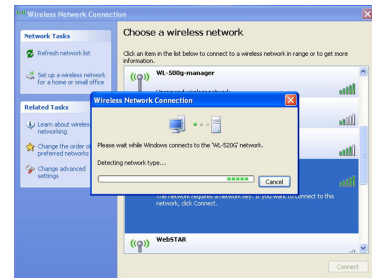 Wireless Network Connection
Network Tasks
Refresh network list
Set up a wireless network
for a home or small office
Related Tasks
Learn about wireless
networking
Change the order of
preferred networks
Change advanced
settings
Choose a wireless network
Click an item in the list below to connect to a wireless network in range or to get more
information.
WL-500g-manager
Wireless Network Connection
Please wait while Windows connects to the 'WL-520G' network.
Detecting network type...
Cancel
This network requires a network key. If you want to connect to this
network, click Connect.
WebSTAR
Connect